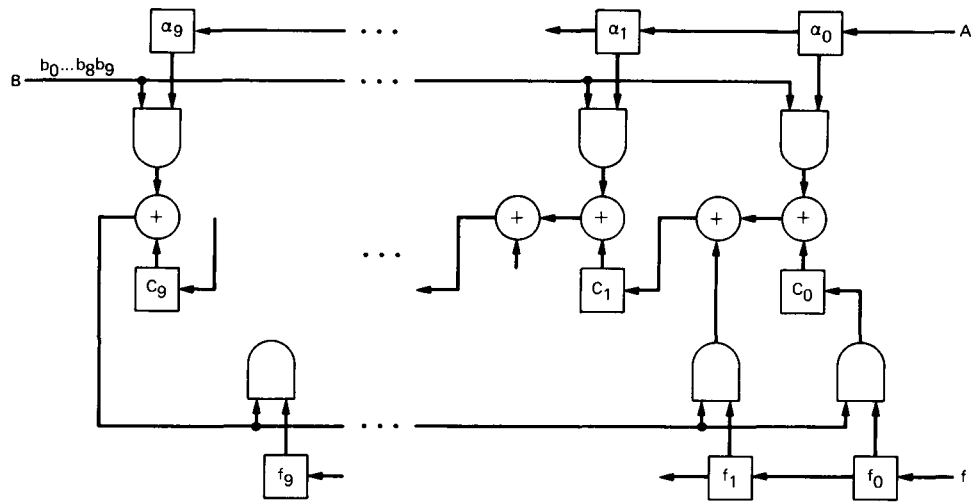 α₉ ··· α₁ α₀ A
B b₀...b₈b₉ ···
+ + + + +
···
C₉ C₁ C₀
···
f₉ f₁ f₀ f